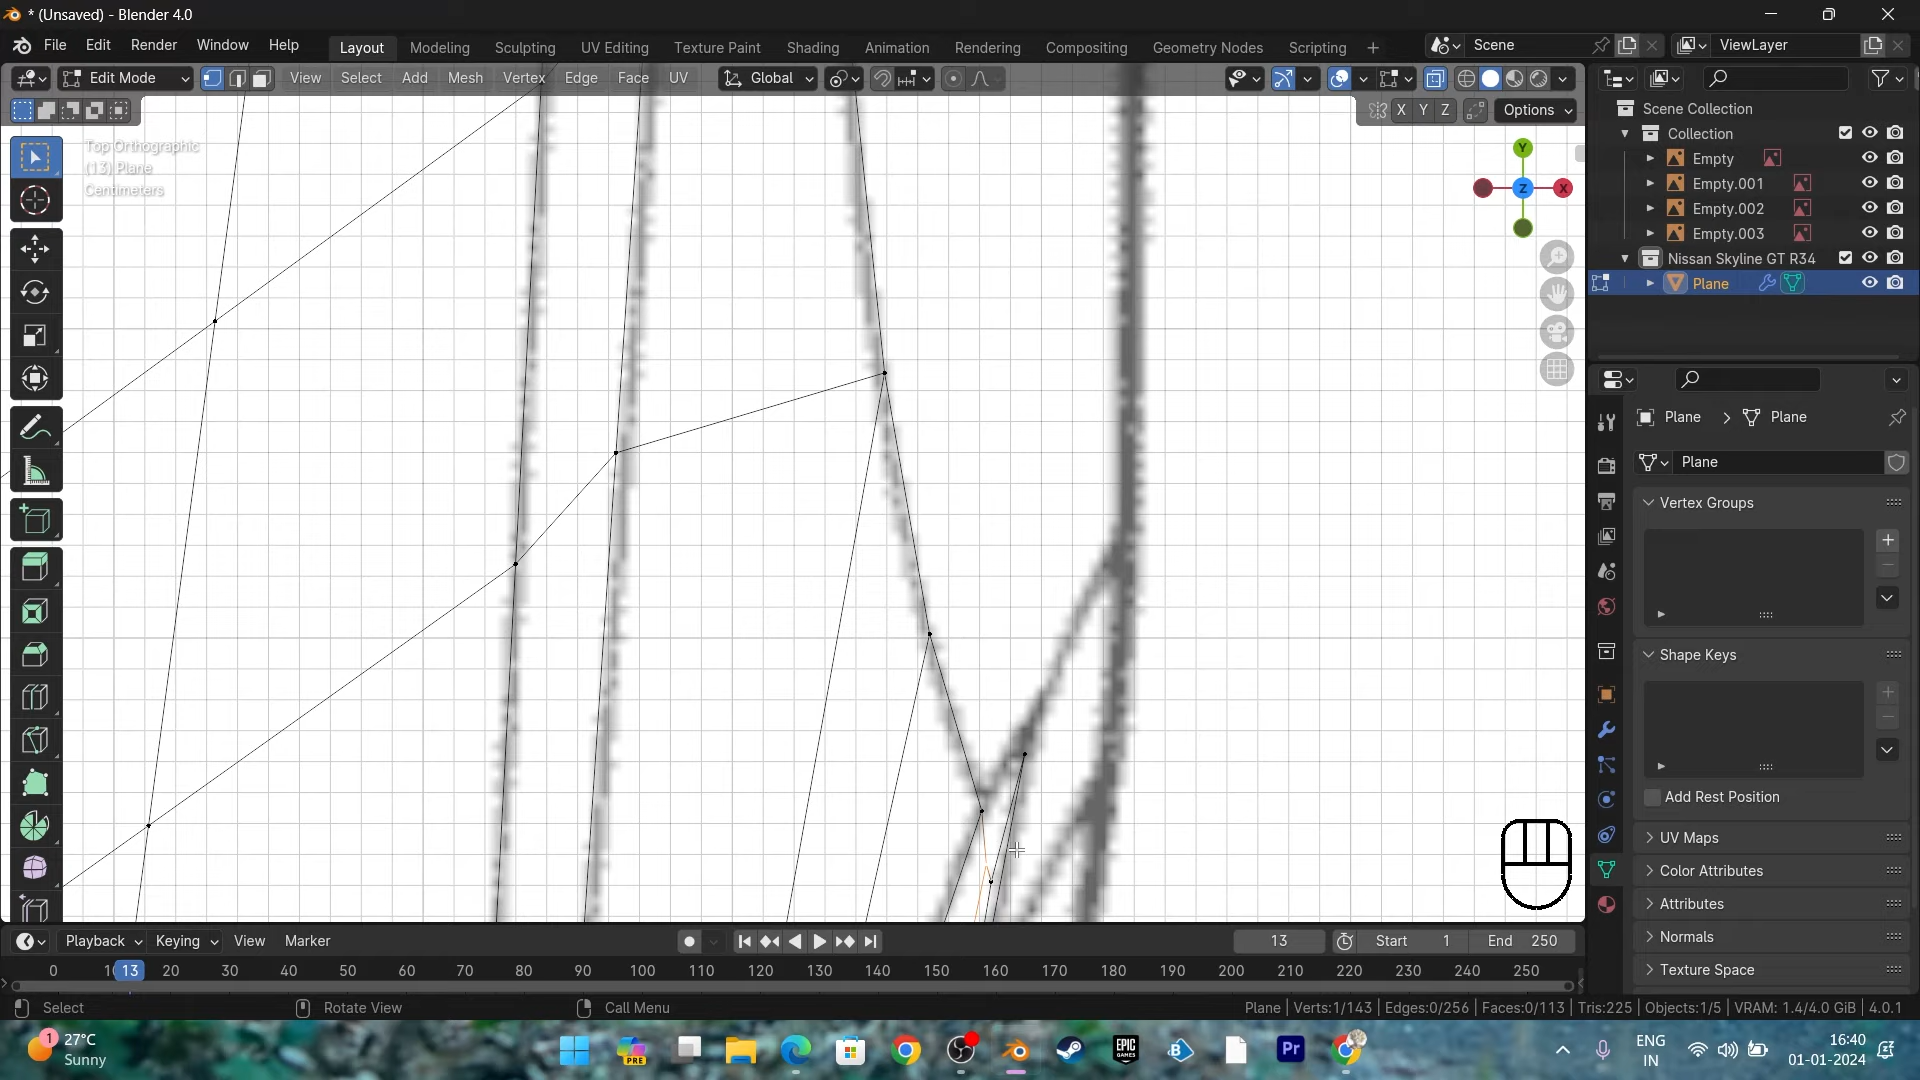 * (Unsaved) - Blender 4.0
File Edit Render Window Help Layout Modeling Sculpting UV Editing Texture Paint Shading Animation Rendering Compositing Geometry Nodes Scripting + Scene ViewLayer
Edit Mode View Select Add Mesh Vertex Edge Face UV Global
X Y Z Options
Top Orthographic
(13) Plane
Centimeters
Y
Z X
Scene Collection
Collection
Empty
Empty.001
Empty.002
Empty.003
Nissan Skyline GT R34
Plane
Plane > Plane
Plane
Vertex Groups
Shape Keys
Add Rest Position
UV Maps
Color Attributes
Attributes
Normals
Texture Space
Playback Keying View Marker 13 Start 1 End 250
0 13 20 30 40 50 60 70 80 90 100 110 120 130 140 150 160 170 180 190 200 210 220 230 240 250
Select Rotate View Call Menu Plane | Verts:1/143 | Edges:0/256 | Faces:0/113 | Tris:225 | Objects:1/5 | VRAM: 1.4/4.0 GiB | 4.0.1
1 27°C
Sunny
PRE
EPIC
GAMES
B
Pr
ENG
IN
16:40
01-01-2024